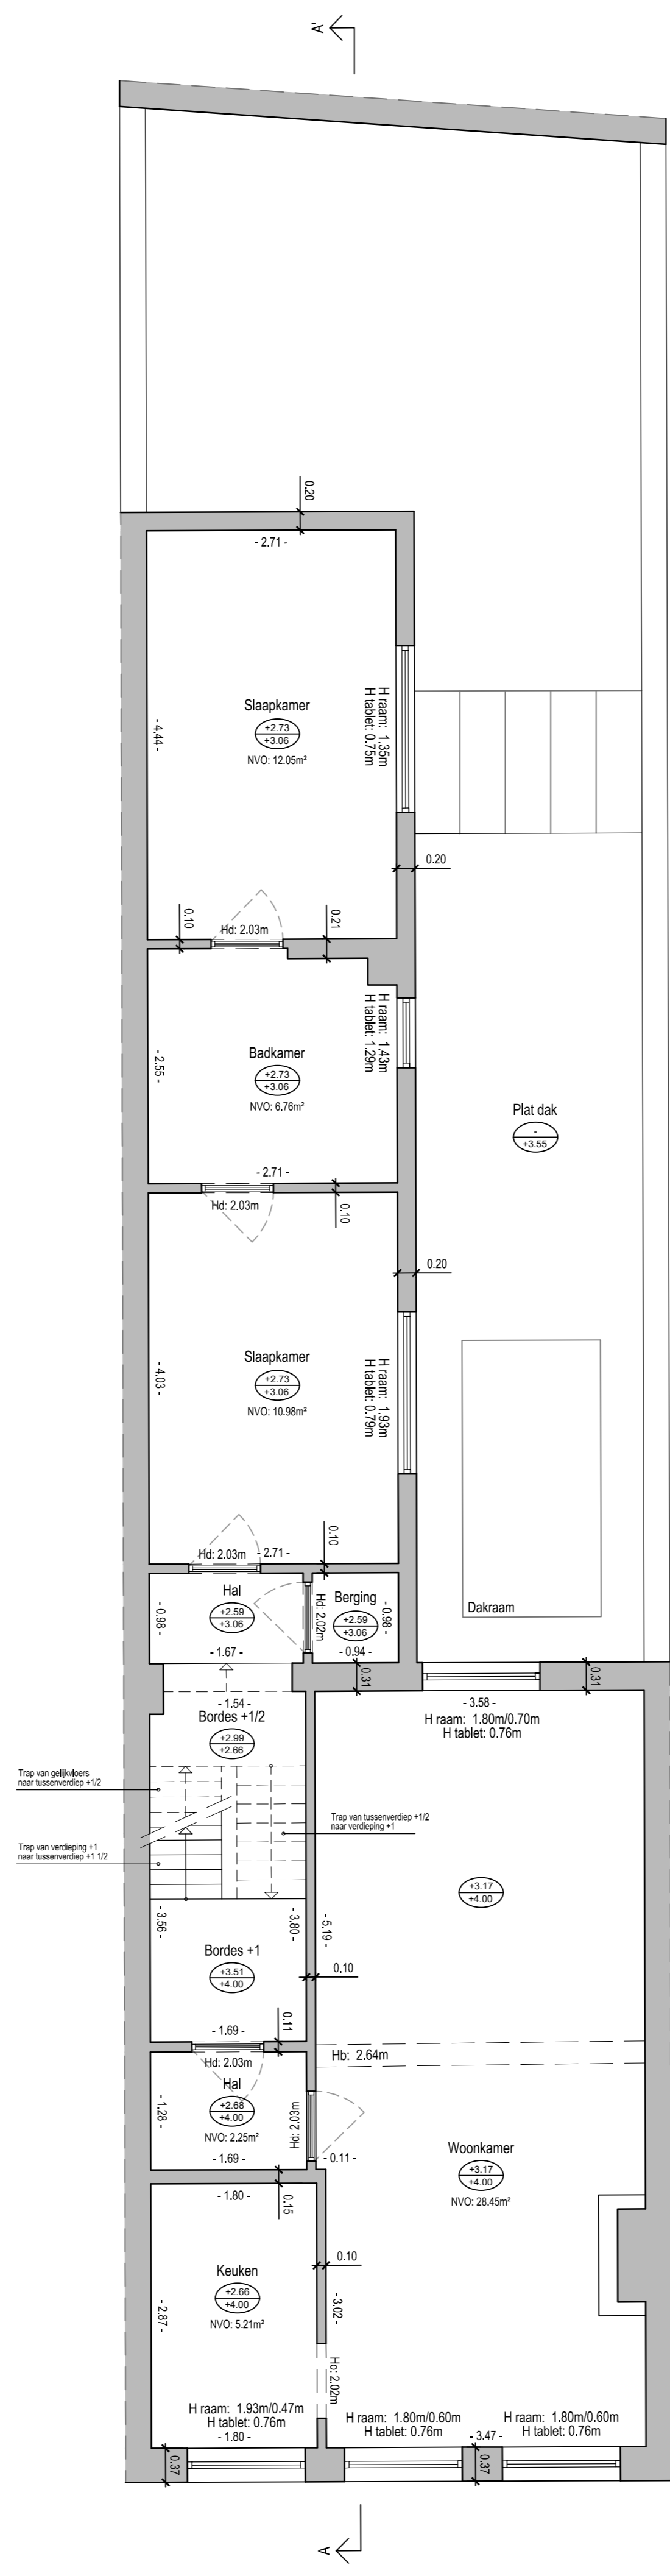 A'
0.20
- 2.71 -
Slaapkamer
+2.73
+3.06
NVO: 12.05m²
- 4.44 -
H raam: 1.35m
H tablet: 0.75m
0.20
0.10
Hd: 2.03m
0.21
Badkamer
+2.73
+3.06
NVO: 6.76m²
- 2.55 -
H raam: 1.43m
H tablet: 1.29m
Plat dak
-
+3.55
- 2.71 -
Hd: 2.03m
0.10
0.20
Slaapkamer
+2.73
+3.06
NVO: 10.98m²
- 4.03 -
H raam: 1.93m
H tablet: 0.79m
0.10
Hd: 2.03m
- 2.71 -
Hal
+2.59
+3.06
- 0.98 -
- 1.67 -
Hd: 2.02m
Berging
+2.59
+3.06
- 0.98 -
- 0.94 -
Dakraam
0.31
0.31
- 1.54 -
Bordes +1/2
+2.99
+2.66
- 3.58 -
H raam: 1.80m/0.70m
H tablet: 0.76m
Trap van gelijkvloers
naar tussenverdiep +1/2
Trap van tussenverdiep +1/2
naar verdieping +1
Trap van verdieping +1
naar tussenverdiep +1 1/2
+3.17
+4.00
- 3.56 -
- 3.80 -
- 5.19 -
Bordes +1
+3.51
+4.00
0.10
- 1.69 -
0.11
Hd: 2.03m
Hb: 2.64m
Hal
+2.68
+4.00
NVO: 2.25m²
- 1.28 -
- 1.69 -
Hd: 2.03m
- 0.11 -
Woonkamer
+3.17
+4.00
NVO: 28.45m²
- 1.80 -
0.15
0.10
Keuken
+2.66
+4.00
NVO: 5.21m²
- 2.87 -
- 3.02 -
Ho: 2.02m
H raam: 1.93m/0.47m
H tablet: 0.76m
- 1.80 -
H raam: 1.80m/0.60m
H tablet: 0.76m
H raam: 1.80m/0.60m
H tablet: 0.76m
- 3.47 -
0.37
0.37
A